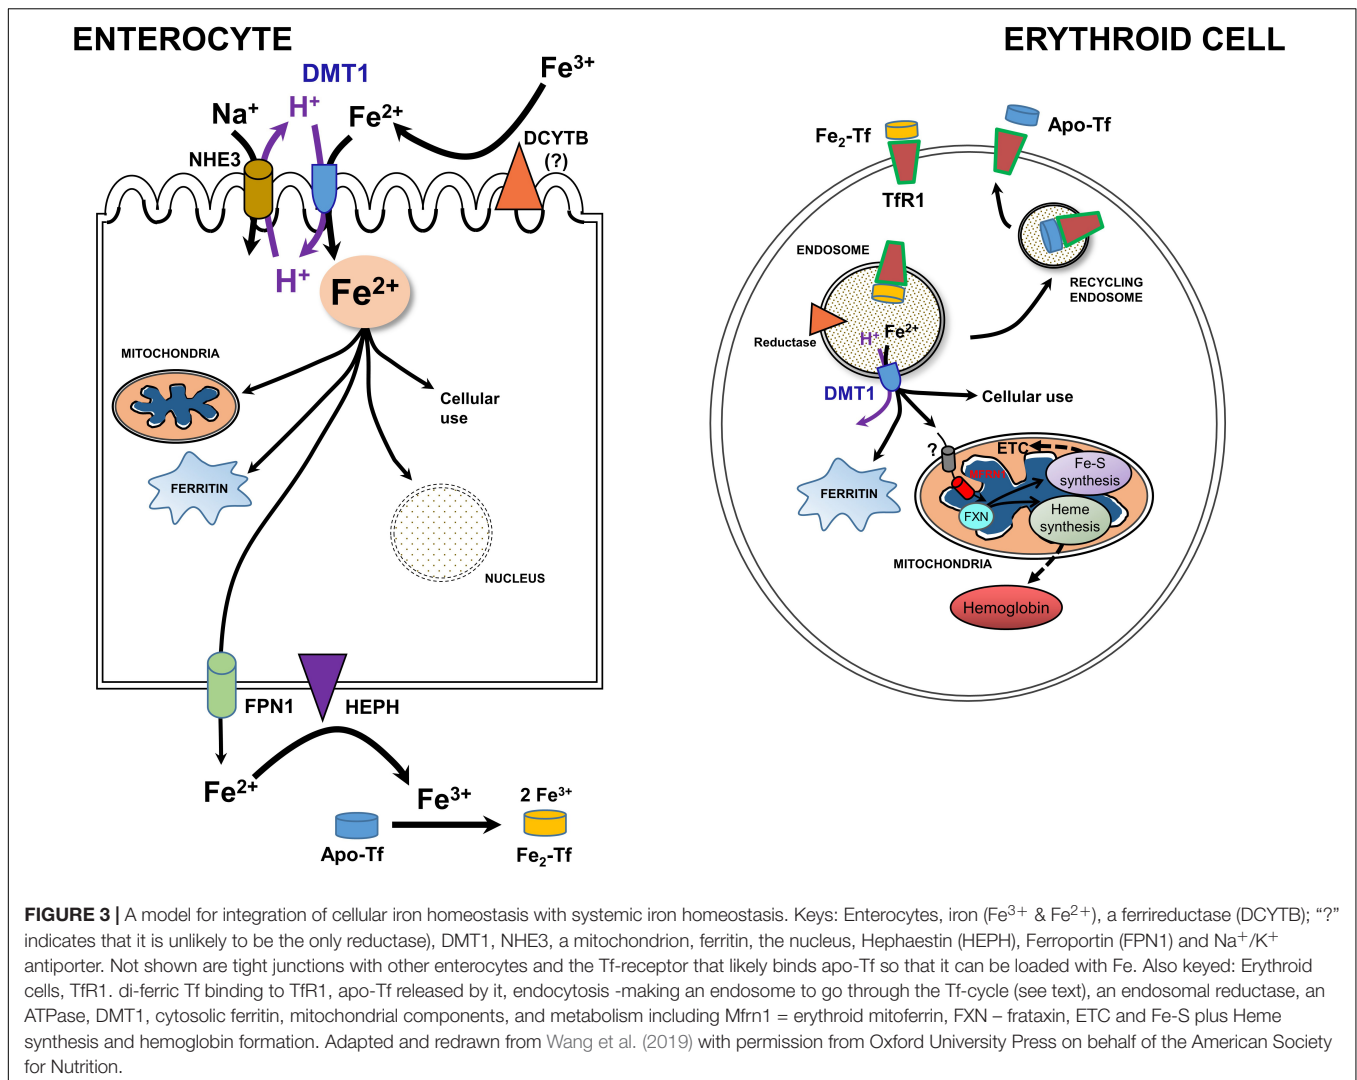 ENTEROCYTE
ERYTHROID CELL
DMT1
Fe3+
H+
Na+
Fe2+
NHE3
DCYTB
(?)
H+
Fe2+
MITOCHONDRIA
Cellular
use
FERRITIN
NUCLEUS
FPN1
HEPH
Fe2+
Fe3+
2 Fe3+
Apo-Tf
Fe2-Tf
Fe2-Tf
Apo-Tf
TfR1
ENDOSOME
RECYCLING
ENDOSOME
Reductase
H+
Fe2+
DMT1
Cellular use
?
ETC
MFRN1
Fe-S
synthesis
FERRITIN
FXN
Heme
synthesis
MITOCHONDRIA
Hemoglobin
FIGURE 3 | A model for integration of cellular iron homeostasis with systemic iron homeostasis. Keys: Enterocytes, iron (Fe3+ & Fe2+), a ferrireductase (DCYTB); “?”
indicates that it is unlikely to be the only reductase), DMT1, NHE3, a mitochondrion, ferritin, the nucleus, Hephaestin (HEPH), Ferroportin (FPN1) and Na+/K+
antiporter. Not shown are tight junctions with other enterocytes and the Tf-receptor that likely binds apo-Tf so that it can be loaded with Fe. Also keyed: Erythroid
cells, TfR1. di-ferric Tf binding to TfR1, apo-Tf released by it, endocytosis -making an endosome to go through the Tf-cycle (see text), an endosomal reductase, an
ATPase, DMT1, cytosolic ferritin, mitochondrial components, and metabolism including Mfrn1 = erythroid mitoferrin, FXN – frataxin, ETC and Fe-S plus Heme
synthesis and hemoglobin formation. Adapted and redrawn from Wang et al. (2019) with permission from Oxford University Press on behalf of the American Society
for Nutrition.